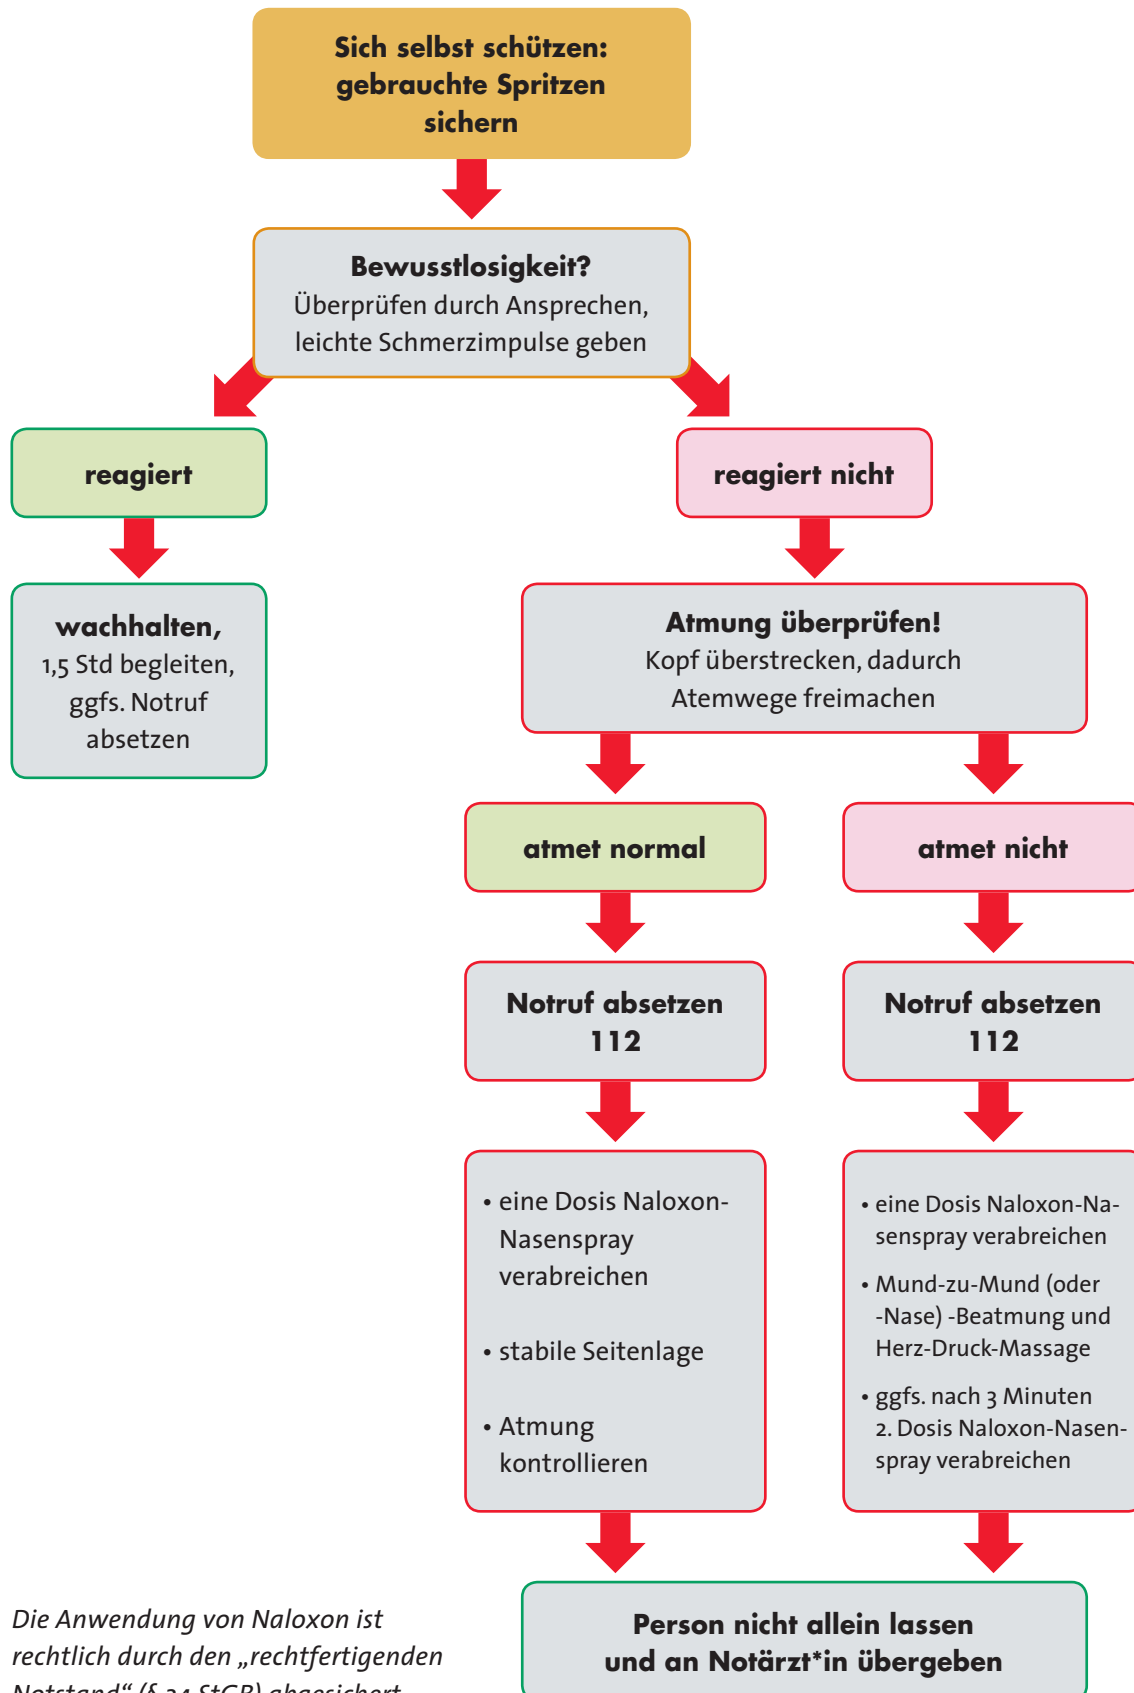 Sich selbst schützen:
gebrauchte Spritzen
sichern
Bewusstlosigkeit?
Überprüfen durch Ansprechen,
leichte Schmerzimpulse geben
reagiert
reagiert nicht
wachhalten,
1,5 Std begleiten,
ggfs. Notruf
absetzen
Atmung überprüfen!
Kopf überstrecken, dadurch
Atemwege freimachen
atmet normal
atmet nicht
Notruf absetzen
112
Notruf absetzen
112
• eine Dosis Naloxon-
Nasenspray
verabreichen
• stabile Seitenlage
• Atmung
kontrollieren
• eine Dosis Naloxon-Na-
senspray verabreichen
• Mund-zu-Mund (oder
-Nase) -Beatmung und
Herz-Druck-Massage
• ggfs. nach 3 Minuten
2. Dosis Naloxon-Nasen-
spray verabreichen
Person nicht allein lassen
und an Notärzt*in übergeben
Die Anwendung von Naloxon ist
rechtlich durch den „rechtfertigenden
Notstand“ (§ 34 StGB) abgesichert